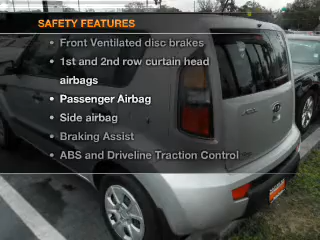 SAFETY FEATURES
• Front Ventilated disc brakes
• 1st and 2nd row curtain head
airbags
• Passenger Airbag
• Side airbag
• Braking Assist
• ABS and Driveline Traction Control